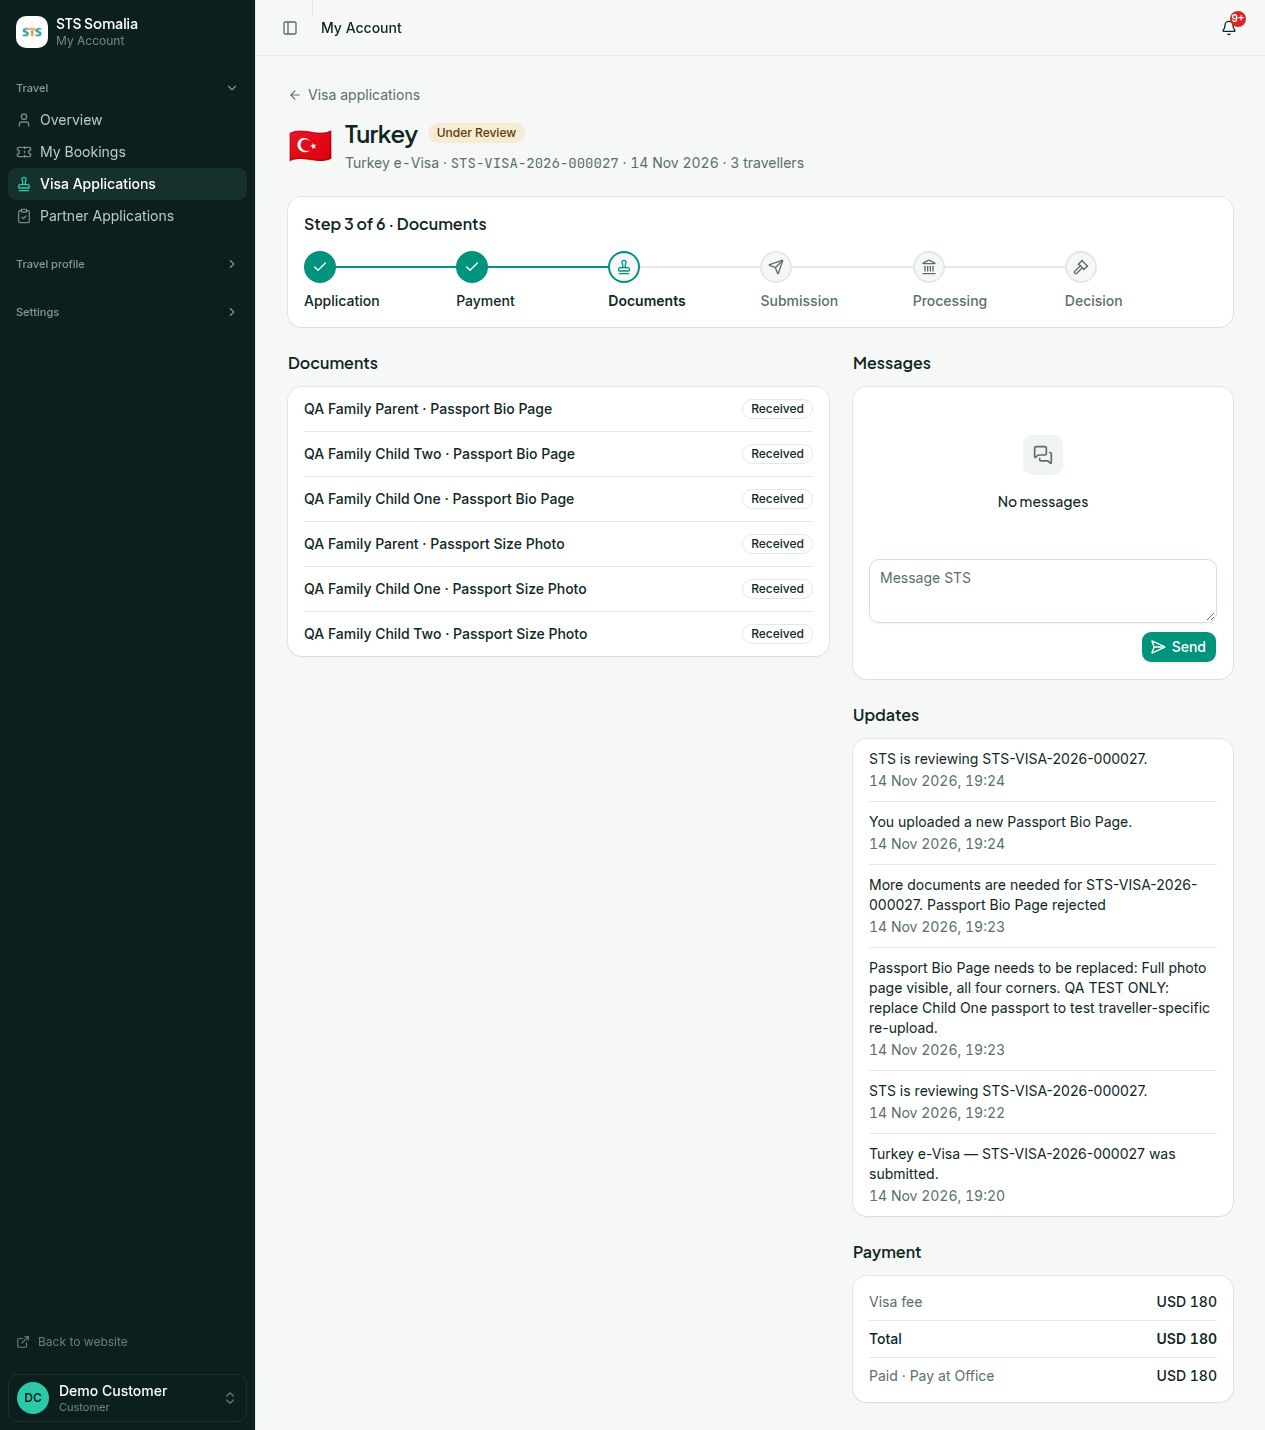 STS
STS Somalia
My Account
Travel
Overview
My Bookings
Visa Applications
Partner Applications
Travel profile
Settings
Back to website
DC
Demo Customer
Customer
My Account
9+
Visa applications
Turkey
Under Review
Turkey e-Visa · STS-VISA-2026-000027 · 14 Nov 2026 · 3 travellers
Step 3 of 6 · Documents
Application
Payment
Documents
Submission
Processing
Decision
Documents
QA Family Parent · Passport Bio Page Received
QA Family Child Two · Passport Bio Page Received
QA Family Child One · Passport Bio Page Received
QA Family Parent · Passport Size Photo Received
QA Family Child One · Passport Size Photo Received
QA Family Child Two · Passport Size Photo Received
Messages
No messages
Message STS
Send
Updates
STS is reviewing STS-VISA-2026-000027.
14 Nov 2026, 19:24
You uploaded a new Passport Bio Page.
14 Nov 2026, 19:24
More documents are needed for STS-VISA-2026-
000027. Passport Bio Page rejected
14 Nov 2026, 19:23
Passport Bio Page needs to be replaced: Full photo
page visible, all four corners. QA TEST ONLY:
replace Child One passport to test traveller-specific
re-upload.
14 Nov 2026, 19:23
STS is reviewing STS-VISA-2026-000027.
14 Nov 2026, 19:22
Turkey e-Visa — STS-VISA-2026-000027 was
submitted.
14 Nov 2026, 19:20
Payment
Visa fee USD 180
Total USD 180
Paid · Pay at Office USD 180